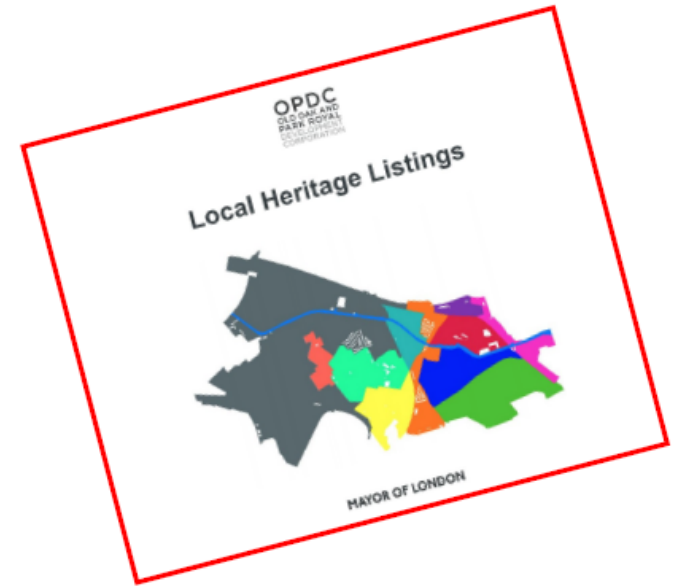 OPDC
OLD OAK AND
PARK ROYAL
DEVELOPMENT
CORPORATION
Local Heritage Listings
MAYOR OF LONDON